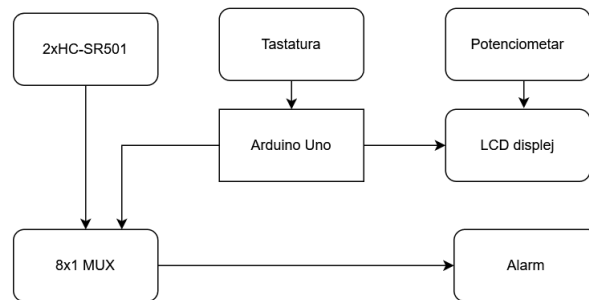 2xHC-SR501
Tastatura
Potenciometar
Arduino Uno
LCD displej
8x1 MUX
Alarm